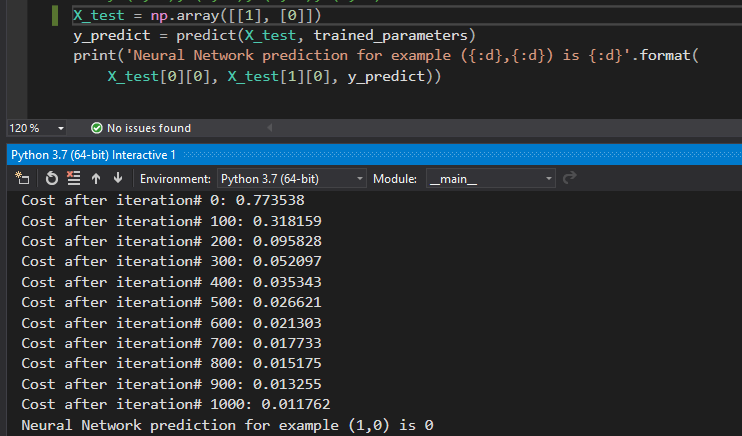 X_test = np.array([[1], [0]])
y_predict = predict(X_test, trained_parameters)
print('Neural Network prediction for example ({:d},{:d}) is {:d}'.format(
X_test[0][0], X_test[1][0], y_predict))
120 % No issues found
Python 3.7 (64-bit) Interactive 1
Environment: Python 3.7 (64-bit) Module: __main__
Cost after iteration# 0: 0.773538
Cost after iteration# 100: 0.318159
Cost after iteration# 200: 0.095828
Cost after iteration# 300: 0.052097
Cost after iteration# 400: 0.035343
Cost after iteration# 500: 0.026621
Cost after iteration# 600: 0.021303
Cost after iteration# 700: 0.017733
Cost after iteration# 800: 0.015175
Cost after iteration# 900: 0.013255
Cost after iteration# 1000: 0.011762
Neural Network prediction for example (1,0) is 0